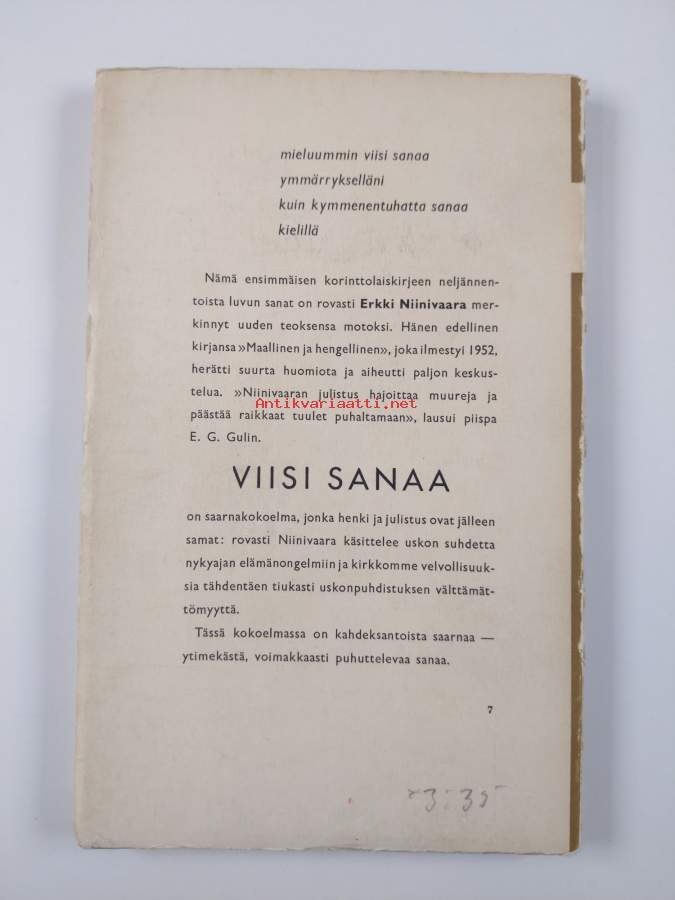 mieluummin viisi sanaa
ymmärrykselläni
kuin kymmenentuhatta sanaa
kielillä
Nämä ensimmäisen korinttolaiskirjeen neljännen-
toista luvun sanat on rovasti Erkki Niinivaara mer-
kinnyt uuden teoksensa motoksi. Hänen edellinen
kirjansa »Maallinen ja hengellinen», joka ilmestyi 1952,
herätti suurta huomiota ja aiheutti paljon keskus-
telua. »Niinivaaran julistus hajoittaa muureja ja
Antikvariaatti.net
päästää raikkaat tuulet puhaltamaan», lausui piispa
E. G. Gulin.
VIISI SANAA
on saarnakokoelma, jonka henki ja julistus ovat jälleen
samat: rovasti Niinivaara käsittelee uskon suhdetta
nykyajan elämänongelmiin ja kirkkomme velvollisuuk-
sia tähdentäen tiukasti uskonpuhdistuksen välttämät-
tömyyttä.
Tässä kokoelmassa on kahdeksantoista saarnaa —
ytimekästä, voimakkaasti puhuttelevaa sanaa.
7